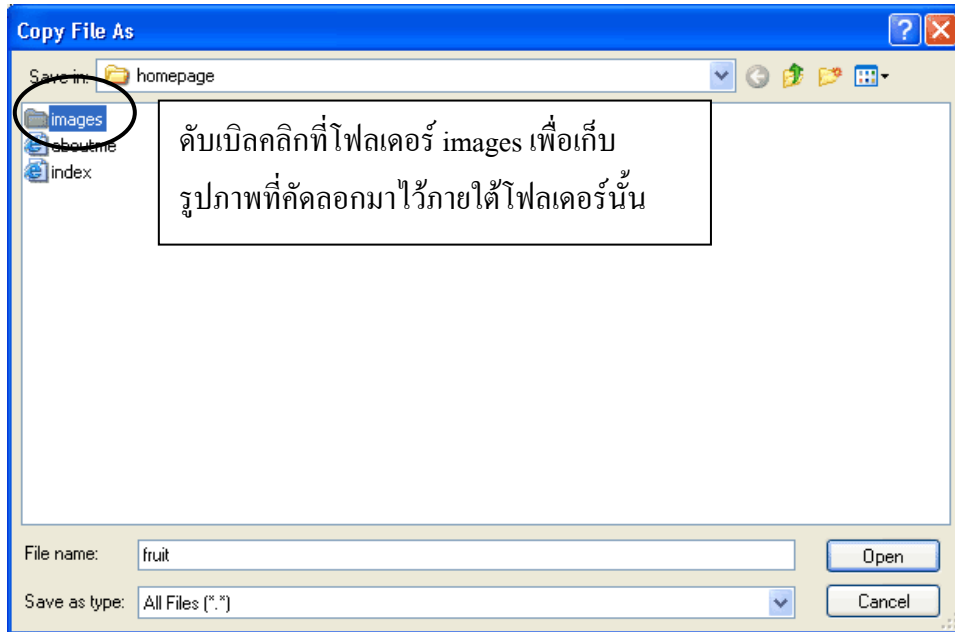 Copy File As
Save in: homepage
images
aboutme
index
ดับเบิลคลิกที่โฟลเดอร์ images เพื่อเก็บ
รูปภาพที่คัดลอกมาไว้ภายใต้โฟลเดอร์นั้น
File name: fruit Open
Save as type: All Files (*.*) Cancel